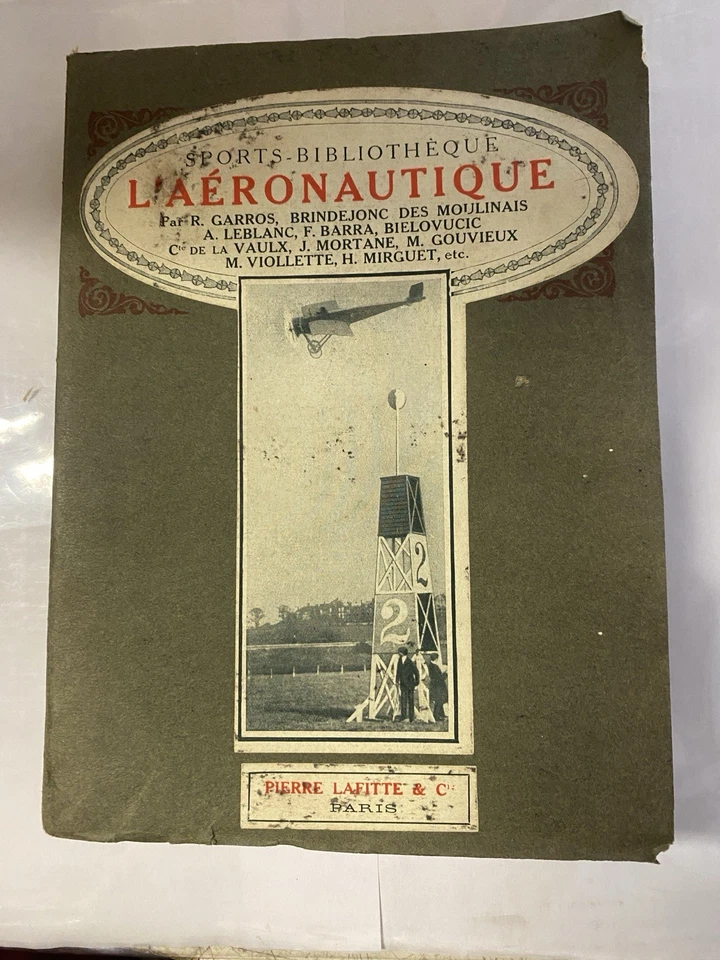 SPORTS-BIBLIOTHÈQUE
L'AÉRONAUTIQUE
Par R. GARROS, BRINDEJONC DES MOULINAIS
A. LEBLANC, F. BARRA, BIELOVUCIC
Cte DE LA VAULX, J. MORTANE, M. GOUVIEUX
M. VIOLLETTE, H. MIRGUET, etc.
2
2
PIERRE LAFITTE & Cie
PARIS